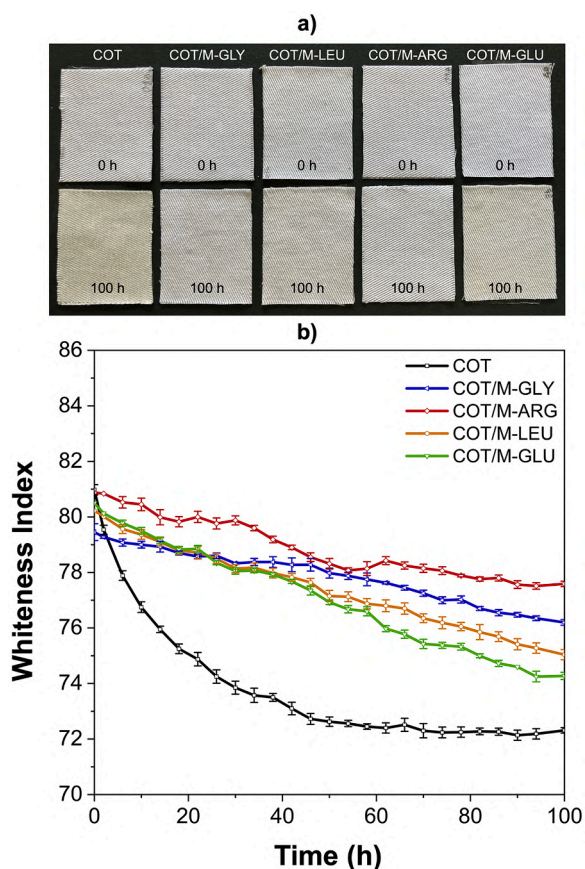 a)
COT COT/M-GLY COT/M-LEU COT/M-ARG COT/M-GLU
0 h 0 h 0 h 0 h 0 h
100 h 100 h 100 h 100 h 100 h
b)
86
84
82
80
78
76
74
72
70
COT
COT/M-GLY
COT/M-ARG
COT/M-LEU
COT/M-GLU
Whiteness Index
0 20 40 60 80 100
Time (h)